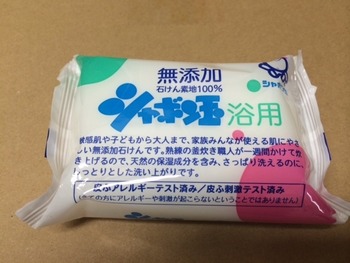 無添加
石けん素地100%
シャボン玉 浴用
敏感肌や子どもから大人まで、家族みんなが使える肌にやさ
しい無添加石けんです。熟練の釜炊き職人が一週間かけて炊
き上げるので、天然の保湿成分を含み、さっぱり洗えるのに、
しっとりとした洗い上がりです。
皮ふアレルギーテスト済み/皮ふ刺激テスト済み
(全ての方にアレルギーや刺激が起こらないということではありません)